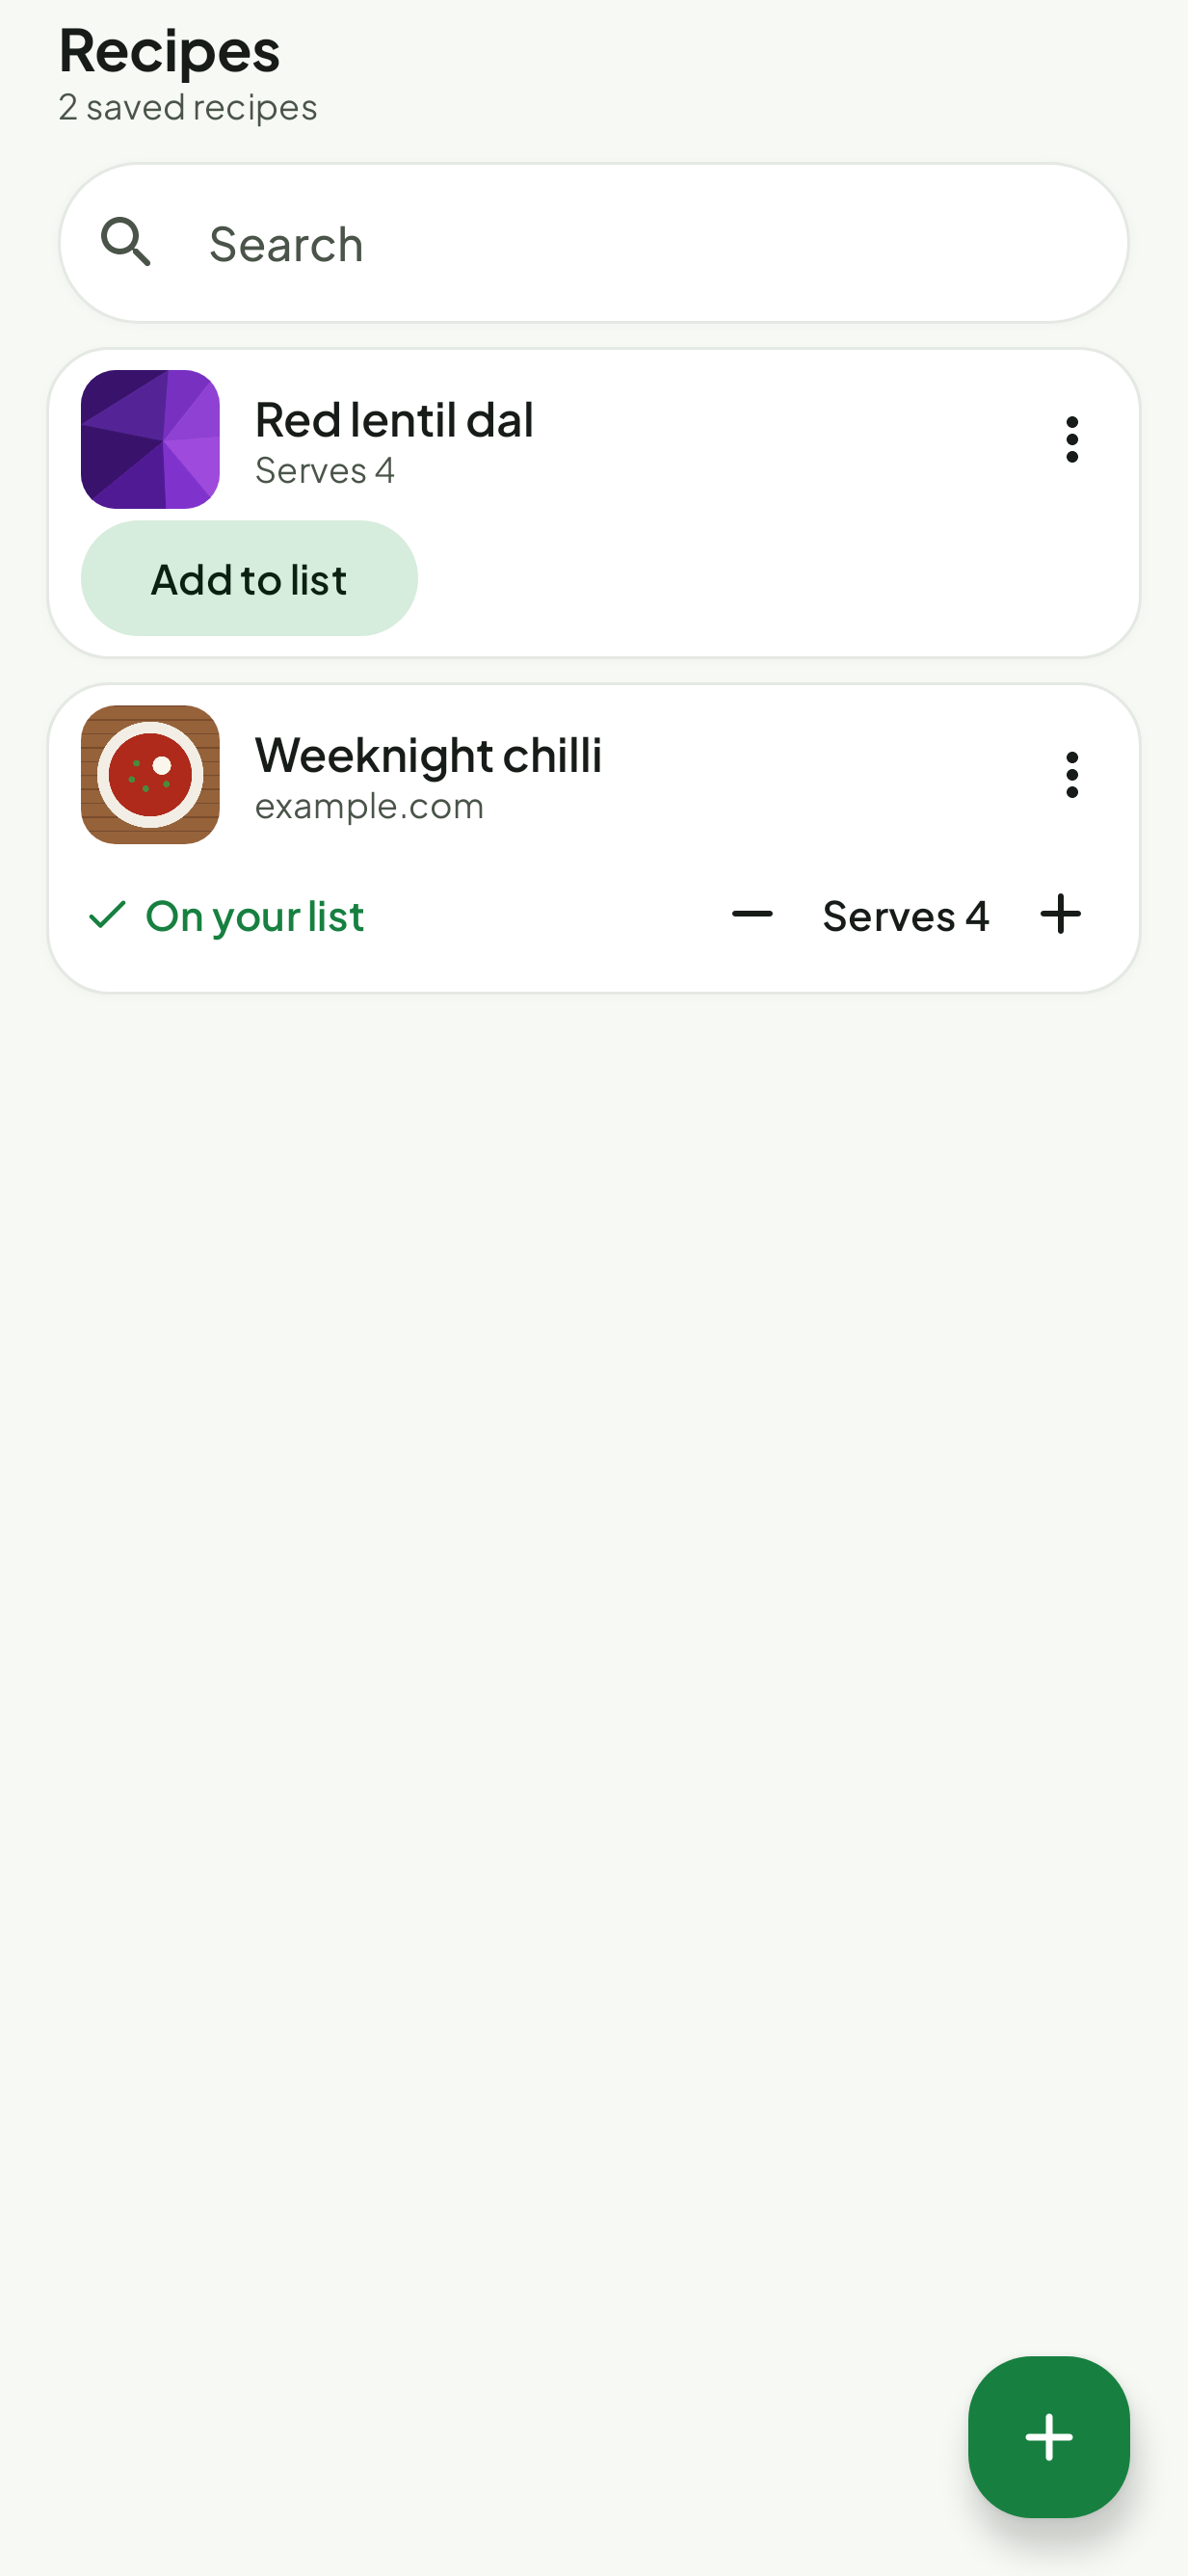 Recipes
2 saved recipes
Search
Red lentil dal
Serves 4
Add to list
Weeknight chilli
example.com
On your list
Serves 4